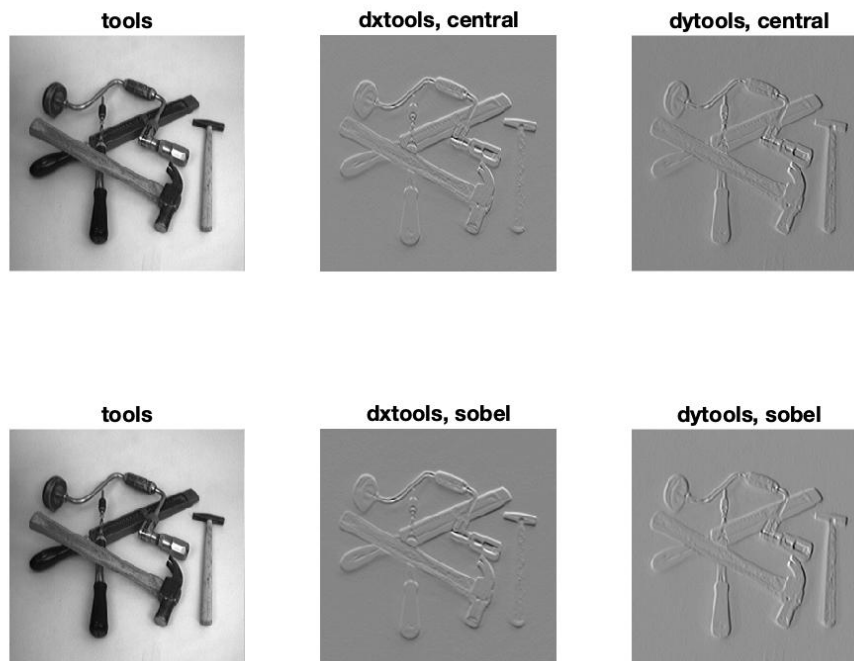 tools
dxtools, central
dytools, central
tools
dxtools, sobel
dytools, sobel